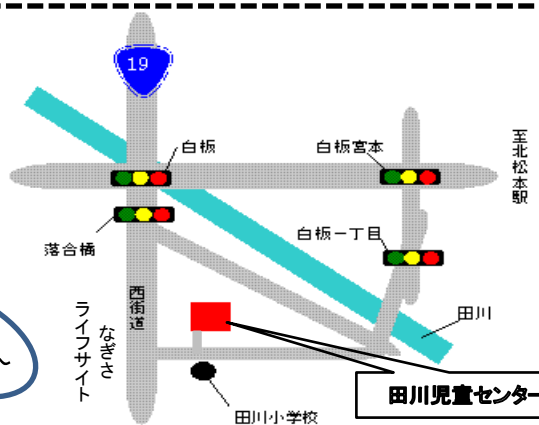 19
白板
白板宮本
至北松本駅
落合橋
白板一丁目
西街道
なぎさ
ライフサイト
田川
田川児童センター
田川小学校